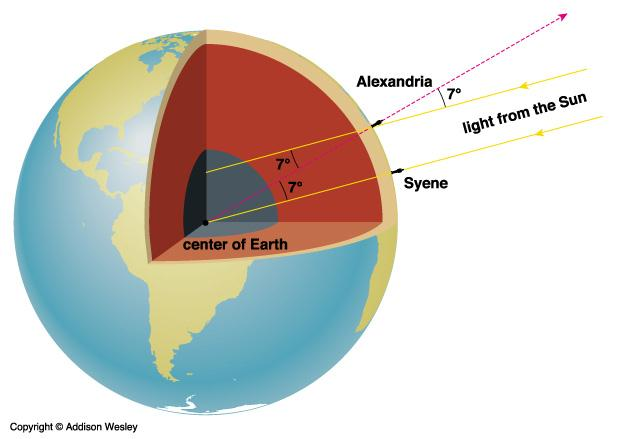 Alexandria
7°
light from the Sun
7°
7°
Syene
center of Earth
Copyright © Addison Wesley